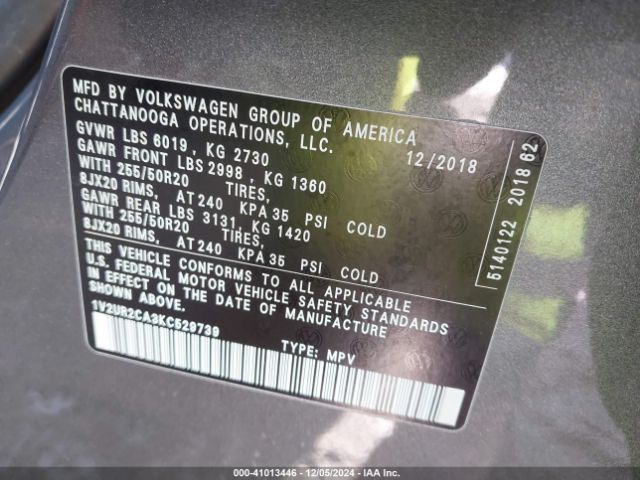 MFD BY VOLKSWAGEN GROUP OF AMERICA
CHATTANOOGA OPERATIONS, LLC.
12/2018
GVWR LBS 6019, KG 2730
GAWR FRONT LBS 2998, KG 1360
WITH 255/50R20 TIRES,
8JX20 RIMS, AT 240 KPA 35 PSI COLD
GAWR REAR LBS 3131, KG 1420
WITH 255/50R20 TIRES,
8JX20 RIMS, AT 240 KPA 35 PSI COLD
THIS VEHICLE CONFORMS TO ALL APPLICABLE
U.S. FEDERAL MOTOR VEHICLE SAFETY STANDARDS
IN EFFECT ON THE DATE OF MANUFACTURE
SHOWN ABOVE.
1V2UR2CA3KC529739
TYPE: MPV
5140122 2018 62
000-41013446 • 12/05/2024 • IAA Inc.